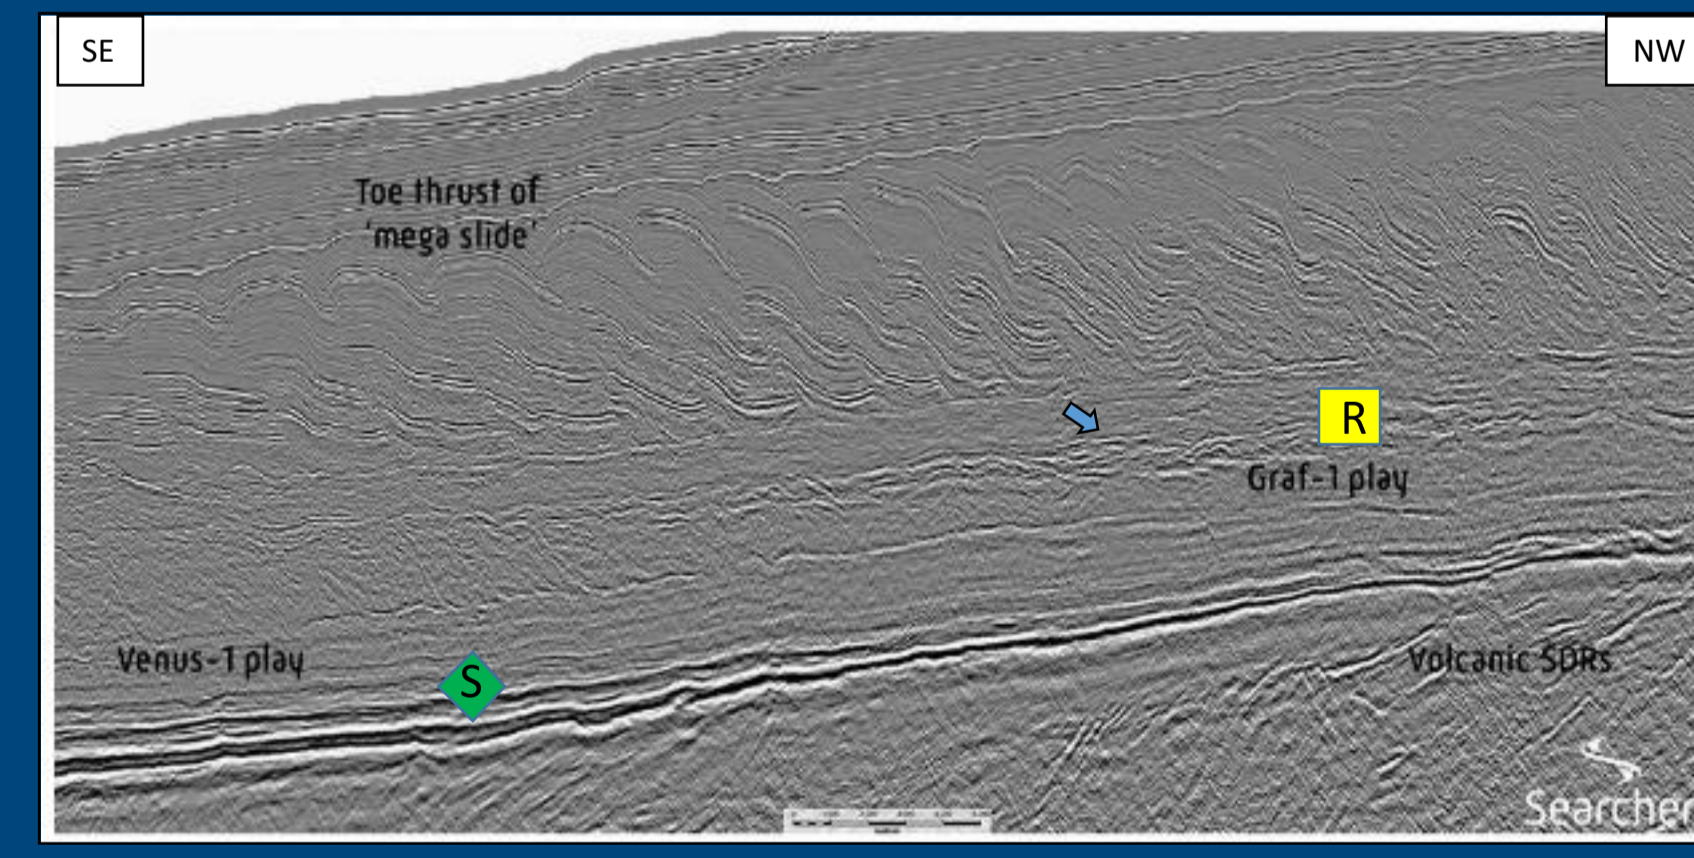 SE
NW
Toe thrust of
'mega slide'
R
Graf-1 play
Venus-1 play
S
Volcanic SDRs
Searcher